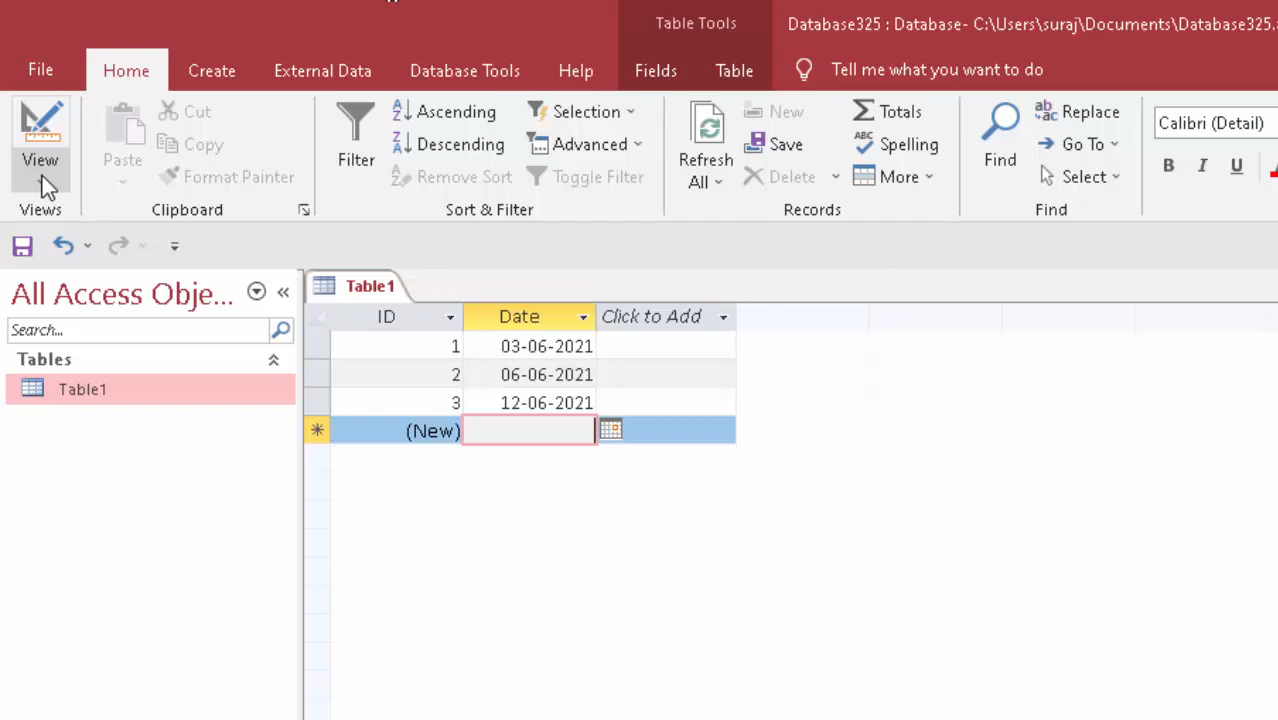 Table Tools
Database325 : Database- C:\Users\suraj\Documents\Database325.
File Home Create External Data Database Tools Help Fields Table Tell me what you want to do
View
Views
Paste
Cut
Copy
Format Painter
Clipboard
Filter
Ascending
Descending
Remove Sort
Selection
Advanced
Toggle Filter
Sort & Filter
Refresh
All
New
Save
Delete
Totals
Spelling
More
Records
Find
Replace
Go To
Select
Find
Calibri (Detail)
B I U
All Access Obje...
Search...
Tables
Table1
Table1
ID Date Click to Add
1 03-06-2021
2 06-06-2021
3 12-06-2021
(New)